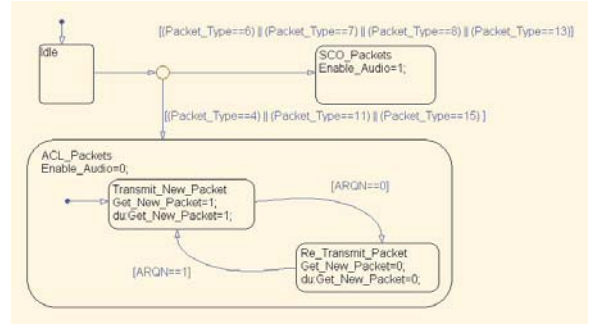 [(Packet_Type==6) || (Packet_Type==7) || (Packet_Type==8) || (Packet_Type==13)]
Idle
SCO_Packets
Enable_Audio=1;
[(Packet_Type==4) || (Packet_Type==11) || (Packet_Type==15) ]
ACL_Packets
Enable_Audio=0;
Transmit_New_Packet
Get_New_Packet=1;
du:Get_New_Packet=1;
[ARQN==0]
Re_Transmit_Packet
Get_New_Packet=0;
du:Get_New_Packet=0;
[ARQN==1]